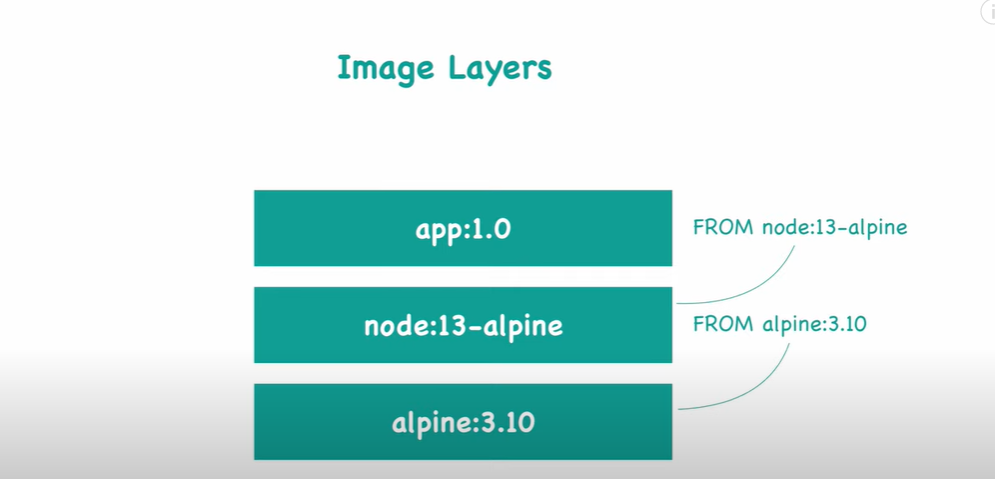 Image Layers
app:1.0
FROM node:13-alpine
node:13-alpine
FROM alpine:3.10
alpine:3.10